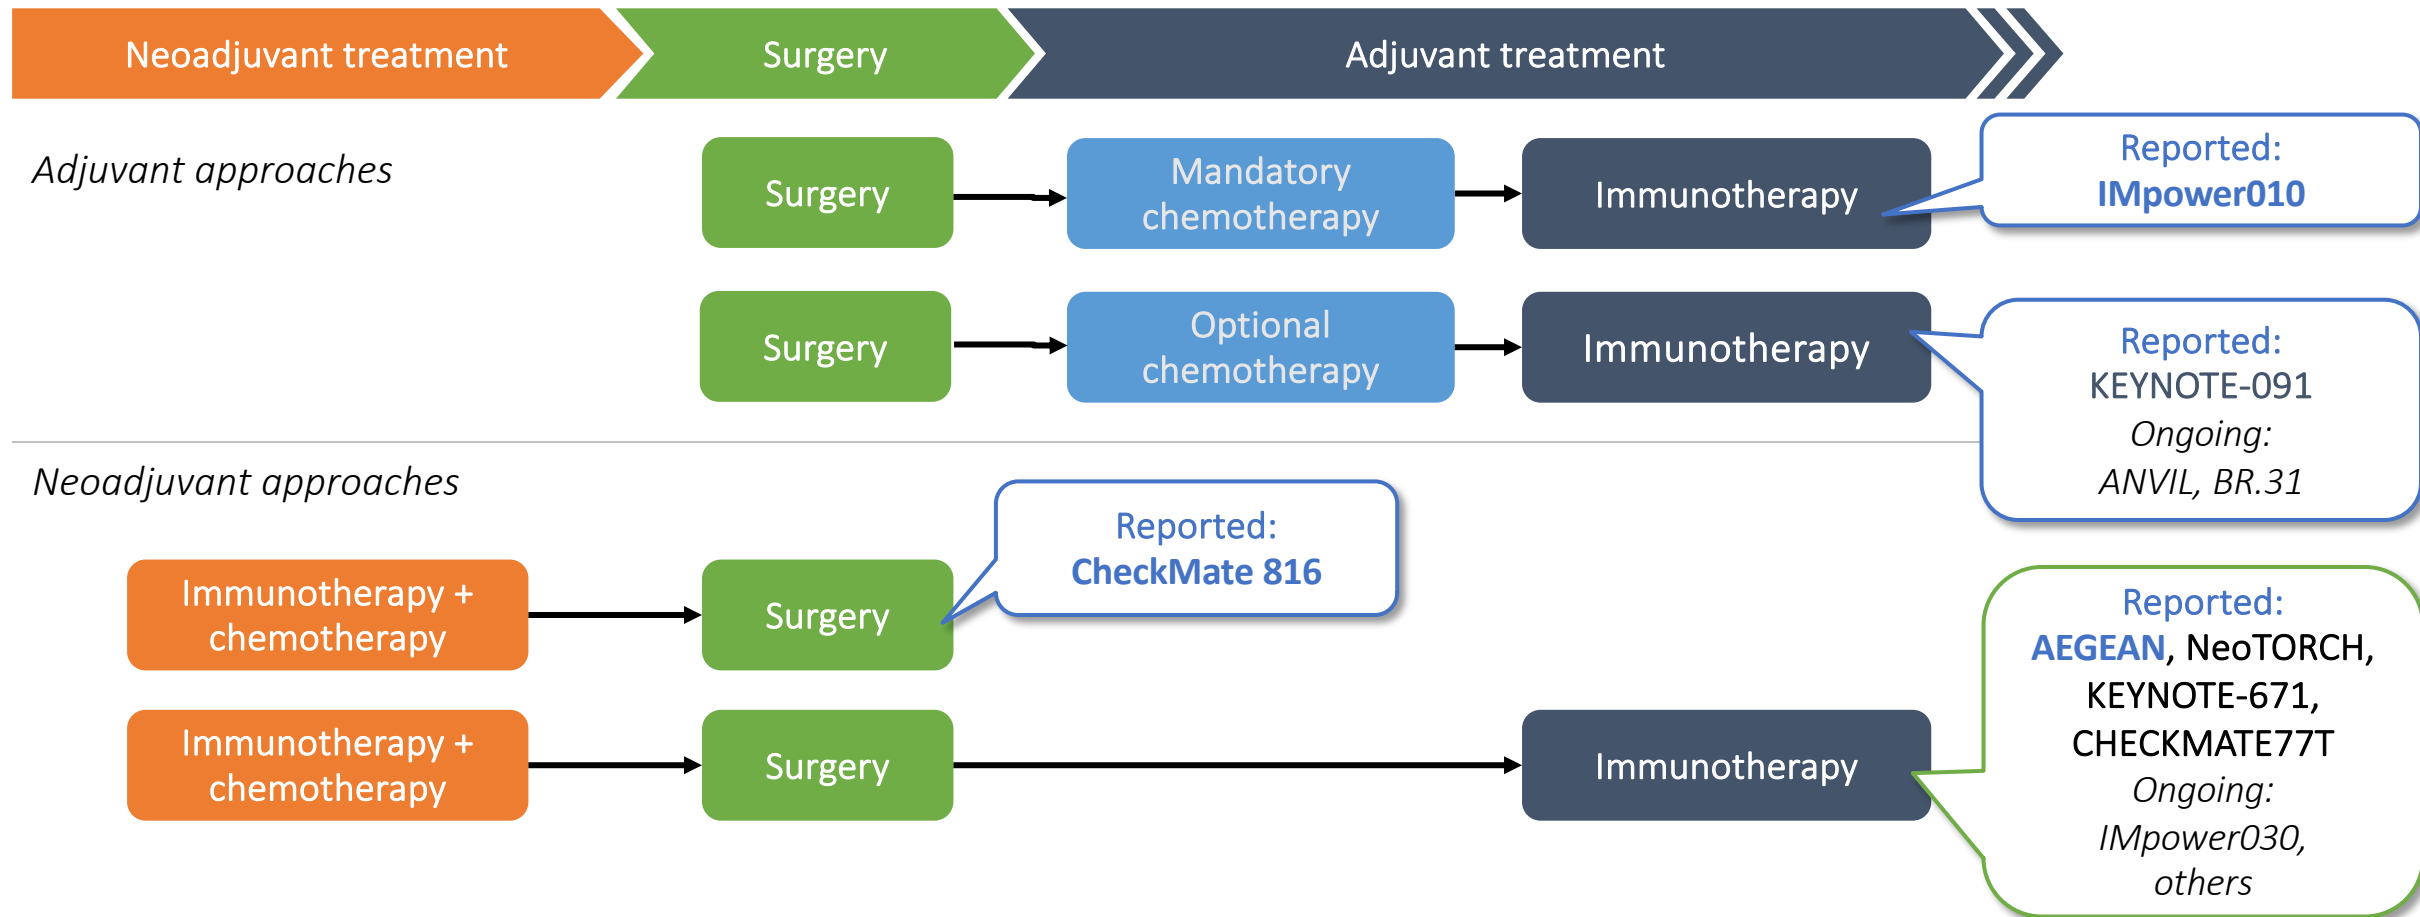 Neoadjuvant treatment
Surgery
Adjuvant treatment
Adjuvant approaches
Surgery
Mandatory
chemotherapy
Immunotherapy
Reported:
IMpower010
Surgery
Optional
chemotherapy
Immunotherapy
Reported:
KEYNOTE-091
Ongoing:
ANVIL, BR.31
Neoadjuvant approaches
Immunotherapy +
chemotherapy
Surgery
Reported:
CheckMate 816
Immunotherapy +
chemotherapy
Surgery
Immunotherapy
Reported:
AEGEAN, NeoTORCH,
KEYNOTE-671,
CHECKMATE77T
Ongoing:
IMpower030,
others